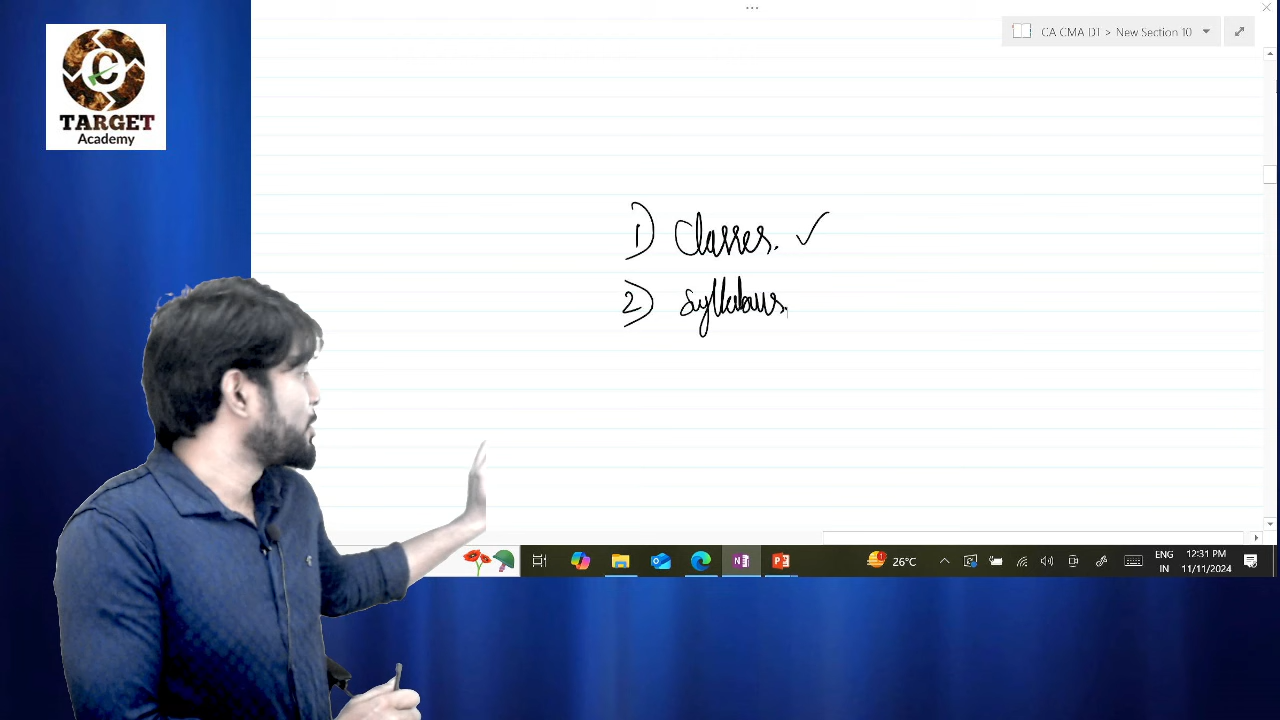 CA CMA DT > New Section 10
C
TARGET
Academy
1) Classes. ✓
2) Syllabus.
26°C
ENG
IN
12:31 PM
11/11/2024